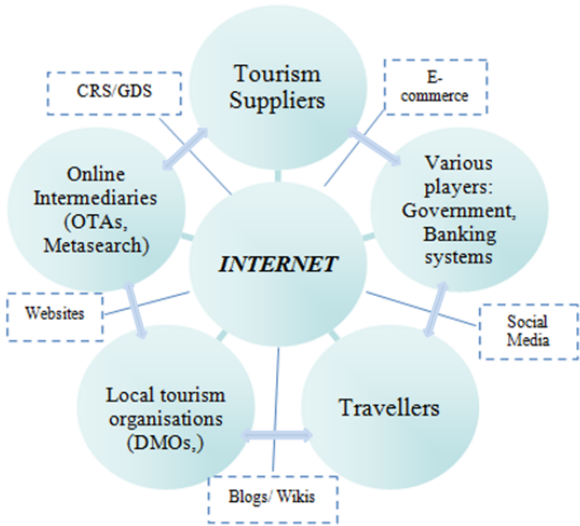 Tourism
Suppliers
CRS/GDS
E-
commerce
Online
Intermediaries
(OTAs,
Metasearch)
Various
players:
Government,
Banking
systems
INTERNET
Websites
Social
Media
Local tourism
organisations
(DMOs,)
Travellers
Blogs/ Wikis